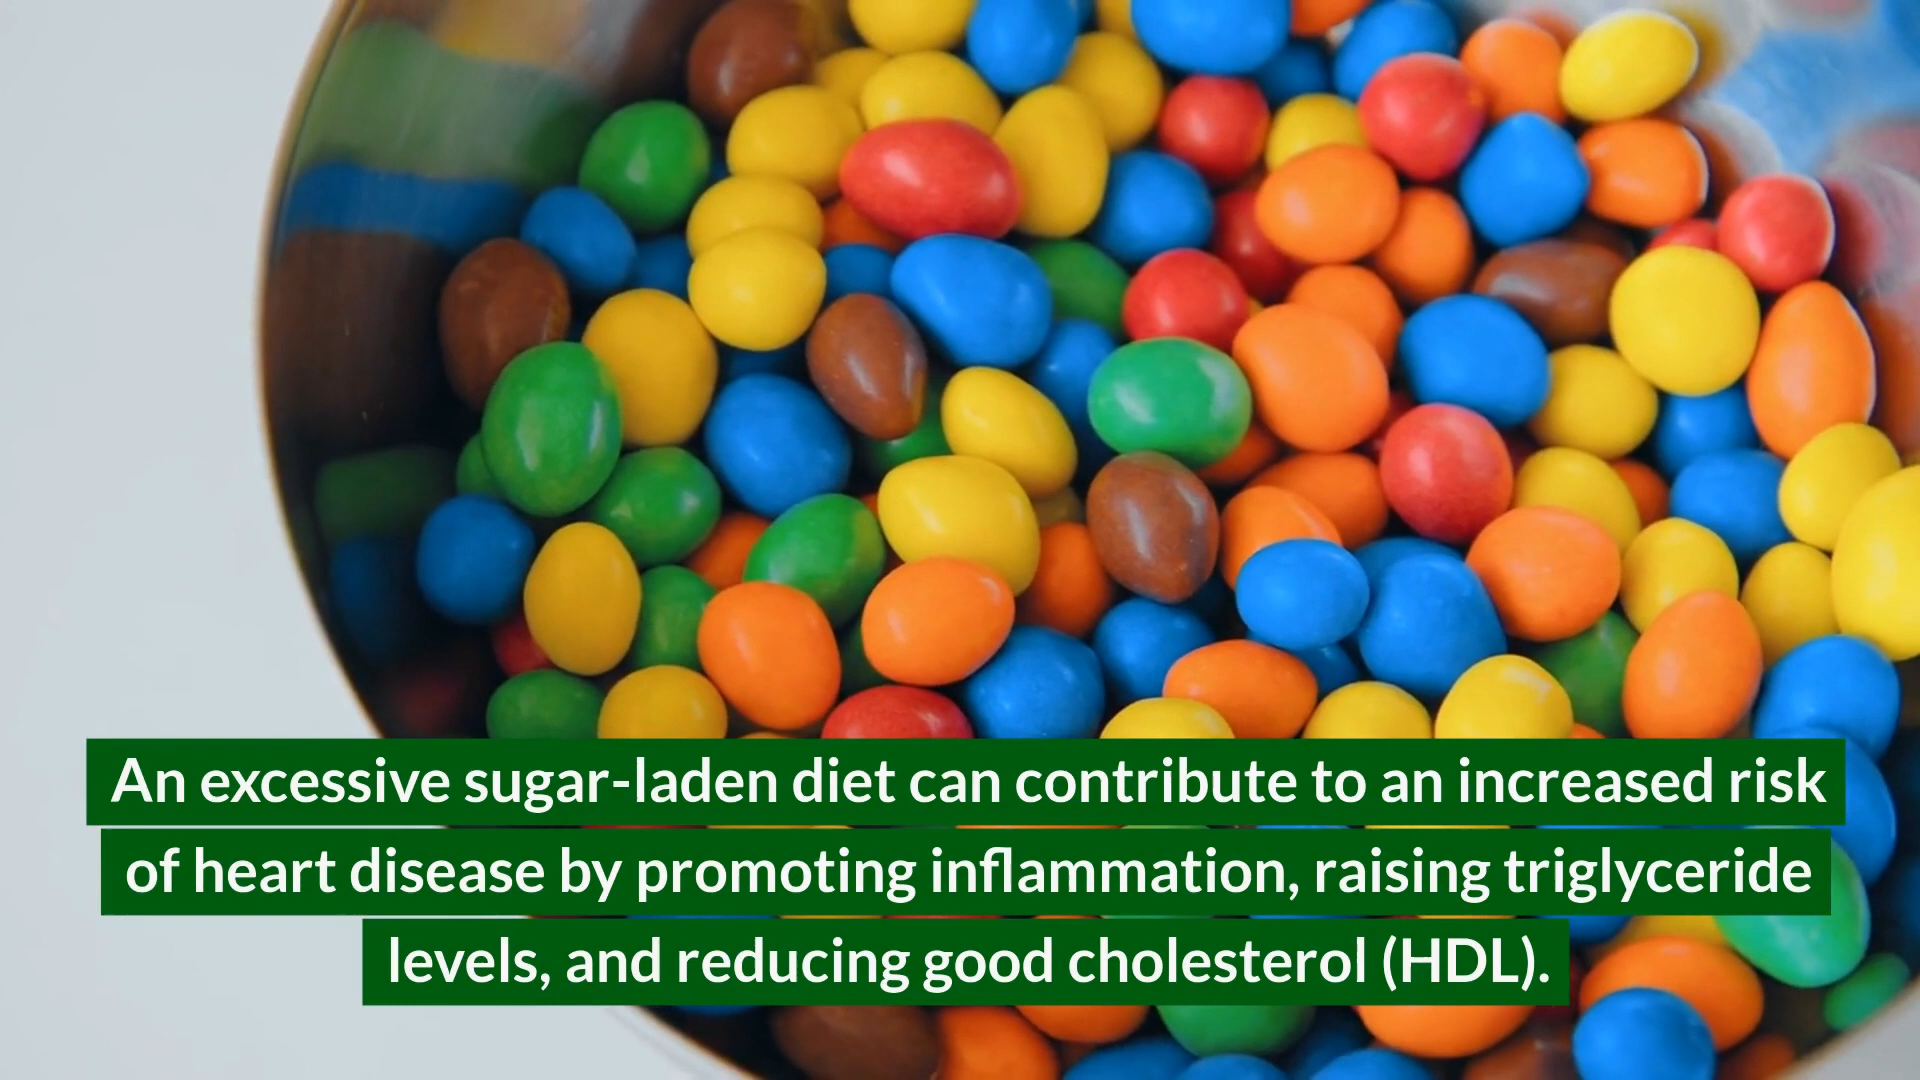 An excessive sugar-laden diet can contribute to an increased risk
of heart disease by promoting inflammation, raising triglyceride
levels, and reducing good cholesterol (HDL).